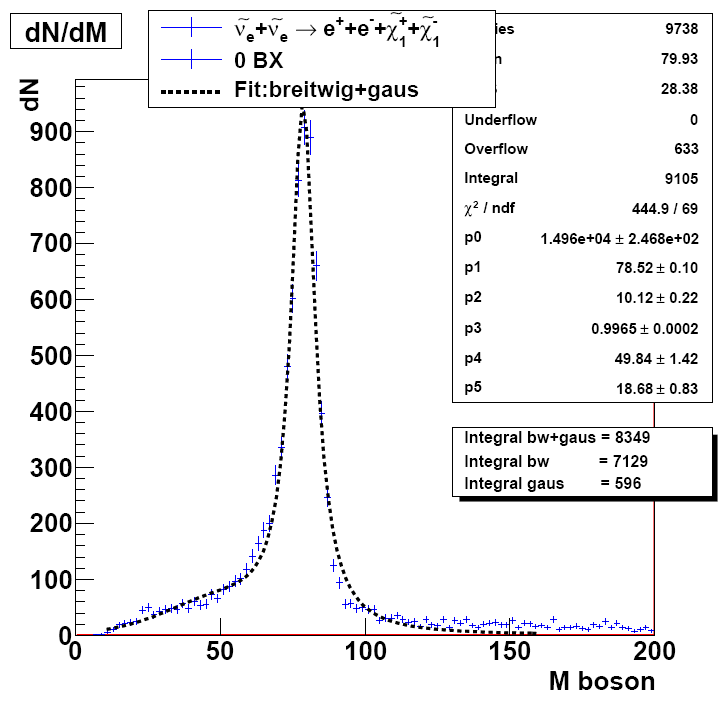 dN/dM
ν̃e+ν̃e → e⁺+e⁻+χ̃₁⁺+χ̃₁⁻
0 BX
Fit:breitwig+gaus
9738
79.93
28.38
Underflow 0
Overflow 633
Integral 9105
χ² / ndf 444.9 / 69
p0 1.496e+04 ± 2.468e+02
p1 78.52 ± 0.10
p2 10.12 ± 0.22
p3 0.9965 ± 0.0002
p4 49.84 ± 1.42
p5 18.68 ± 0.83
Integral bw+gaus = 8349
Integral bw = 7129
Integral gaus = 596
dN
900
800
700
600
500
400
300
200
100
0
0 50 100 150 200
M boson